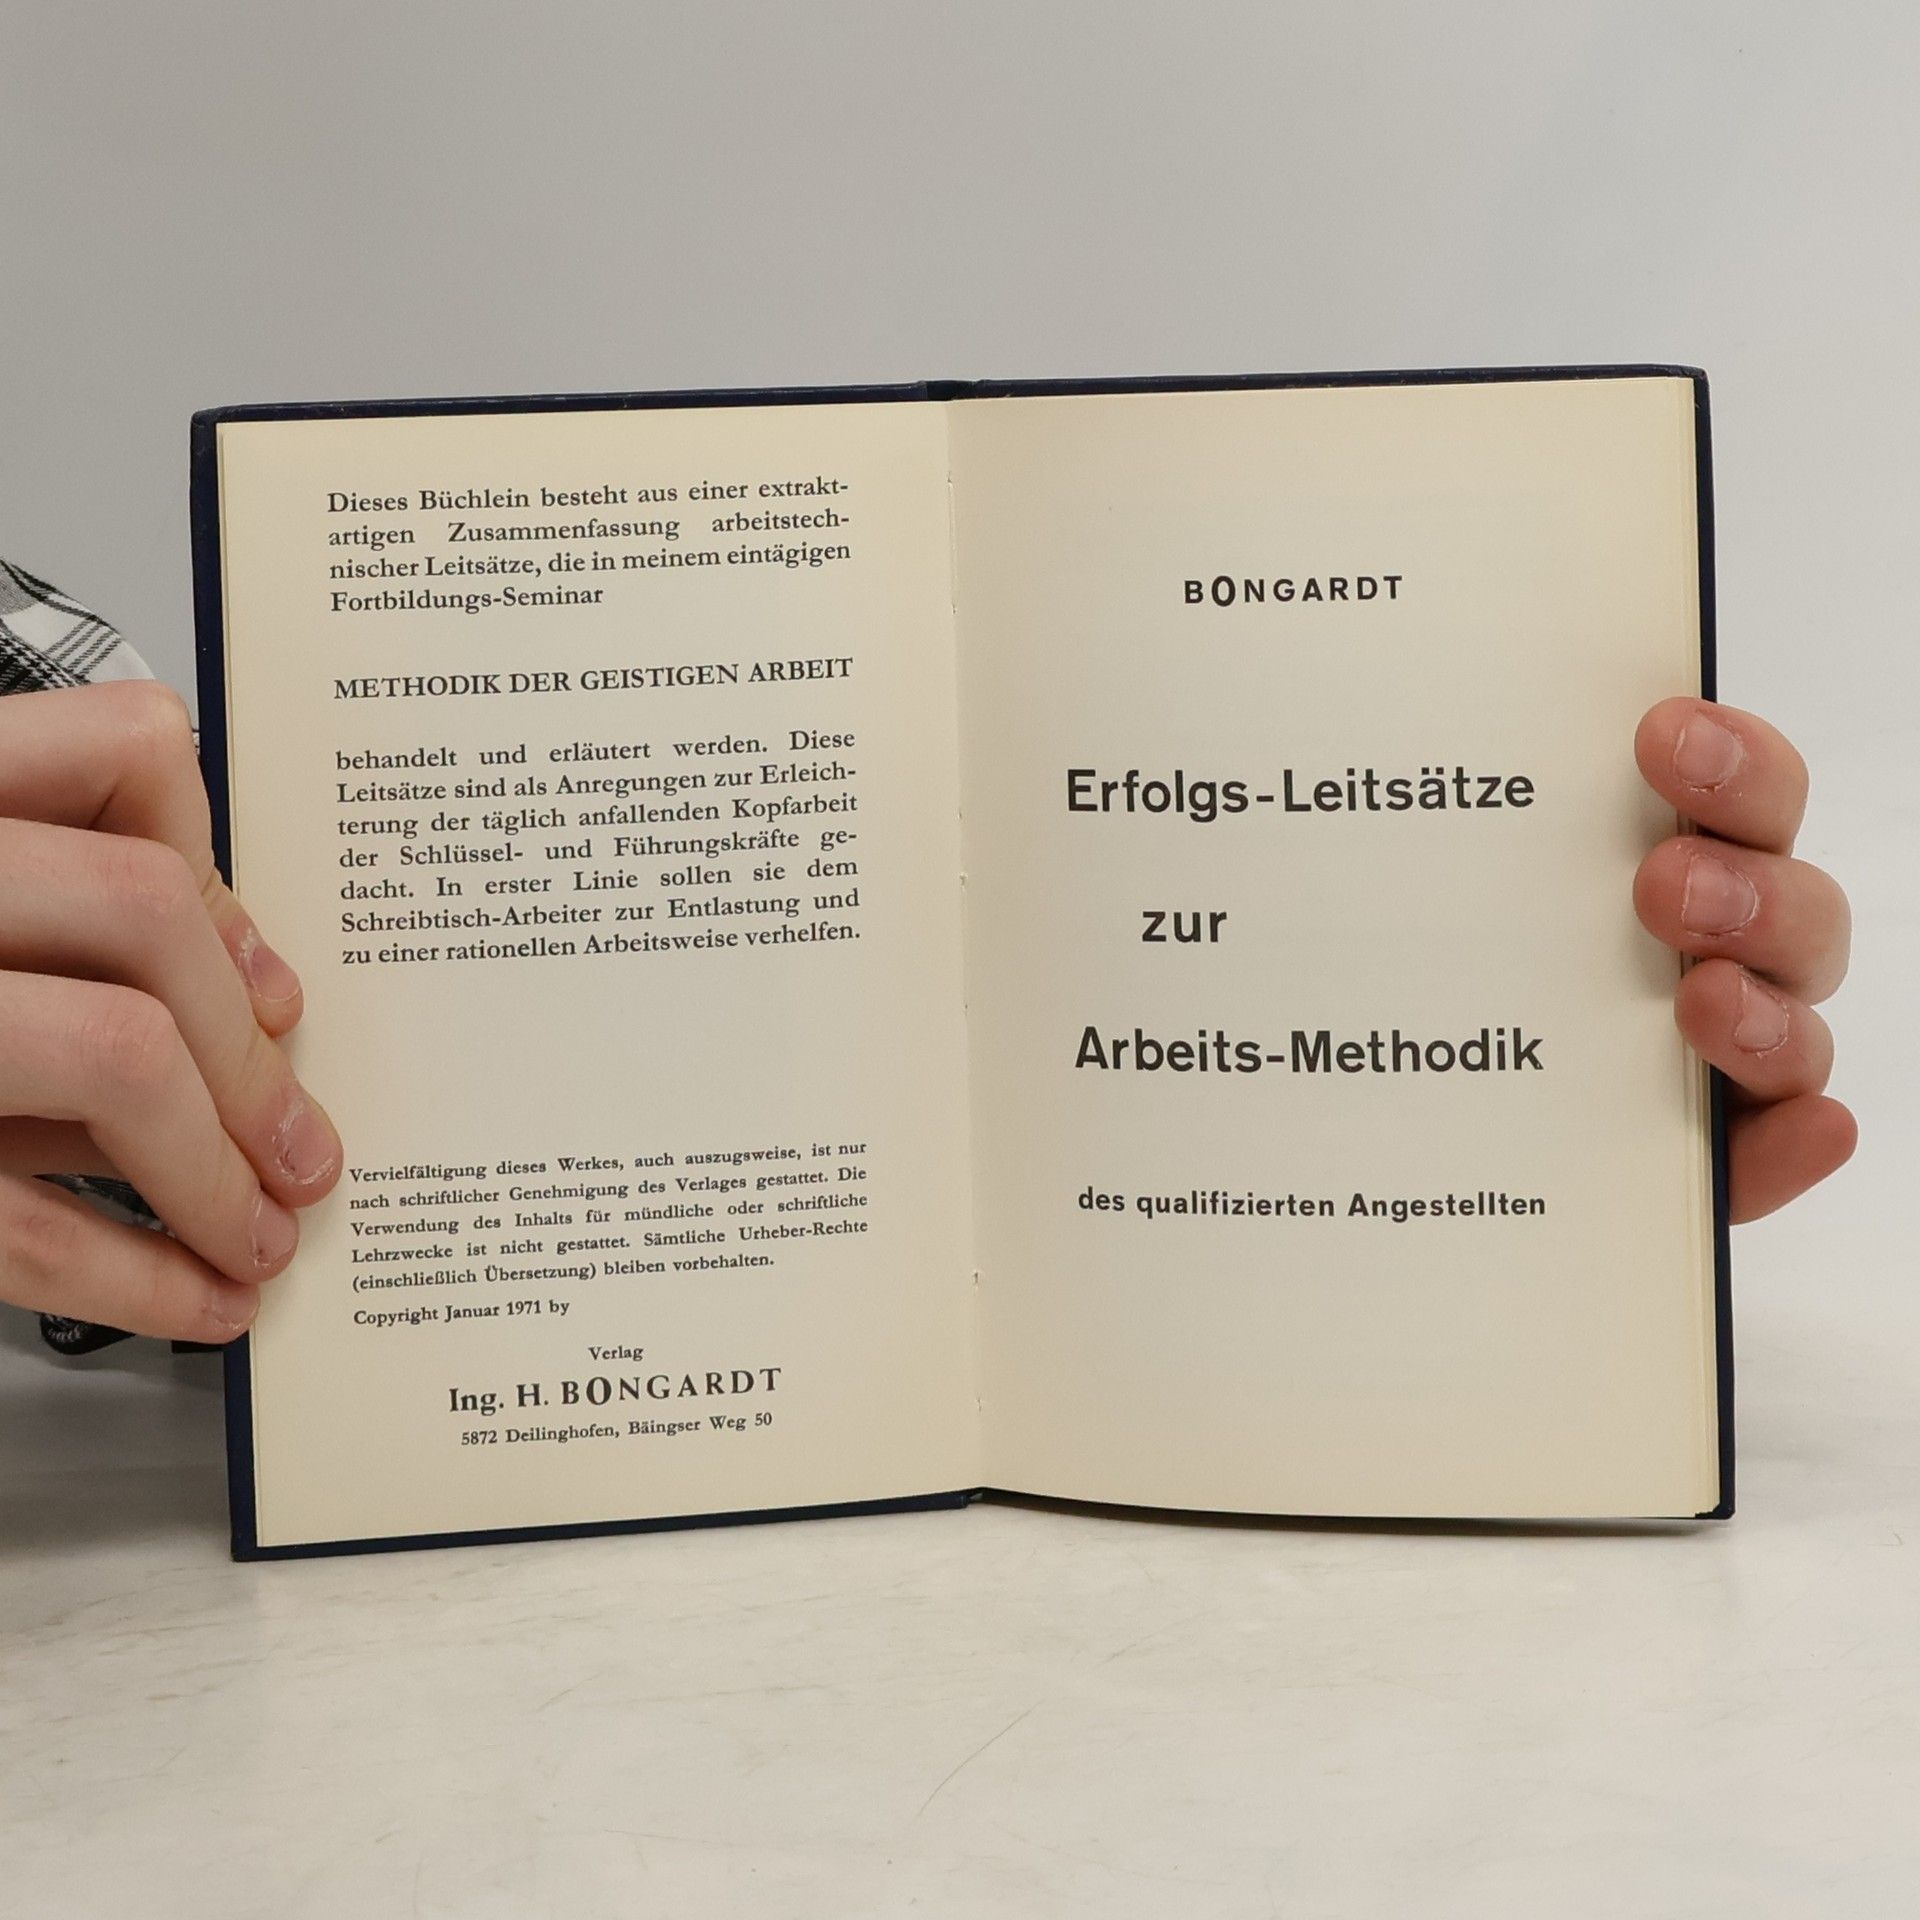 Dieses Büchlein besteht aus einer extrakt-
artigen Zusammenfassung arbeitstech-
nischer Leitsätze, die in meinem eintägigen
Fortbildungs-Seminar
METHODIK DER GEISTIGEN ARBEIT
behandelt und erläutert werden. Diese
Leitsätze sind als Anregungen zur Erleich-
terung der täglich anfallenden Kopfarbeit
der Schlüssel- und Führungskräfte ge-
dacht. In erster Linie sollen sie dem
Schreibtisch-Arbeiter zur Entlastung und
zu einer rationellen Arbeitsweise verhelfen.
Vervielfältigung dieses Werkes, auch auszugsweise, ist nur
nach schriftlicher Genehmigung des Verlages gestattet. Die
Verwendung des Inhalts für mündliche oder schriftliche
Lehrzwecke ist nicht gestattet. Sämtliche Urheber-Rechte
(einschließlich Übersetzung) bleiben vorbehalten.
Copyright Januar 1971 by
Verlag
Ing. H. BONGARDT
5872 Deilinghofen, Bäingser Weg 50
BONGARDT
Erfolgs-Leitsätze
zur
Arbeits-Methodik
des qualifizierten Angestellten